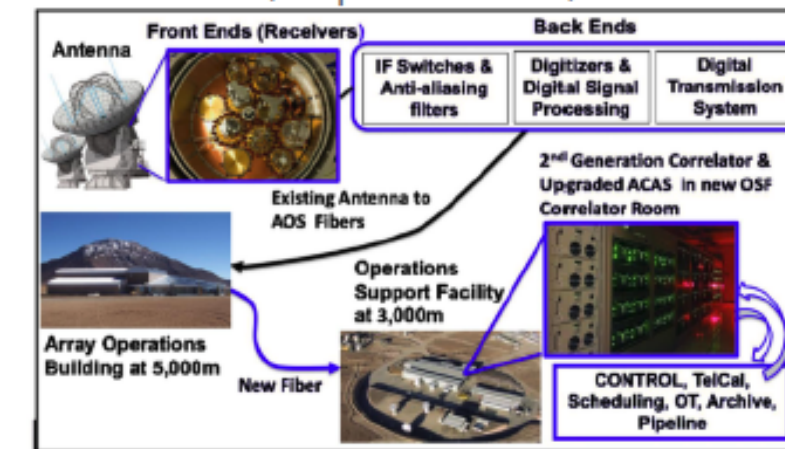 Antenna
Front Ends (Receivers)
Back Ends
IF Switches &
Anti-aliasing
filters
Digitizers &
Digital Signal
Processing
Digital
Transmission
System
Existing Antenna to
AOS Fibers
2nd Generation Correlator &
Upgraded ACAS in new OSF
Correlator Room
Operations
Support Facility
at 3,000m
Array Operations
Building at 5,000m
New Fiber
CONTROL, TelCal,
Scheduling, OT, Archive,
Pipeline